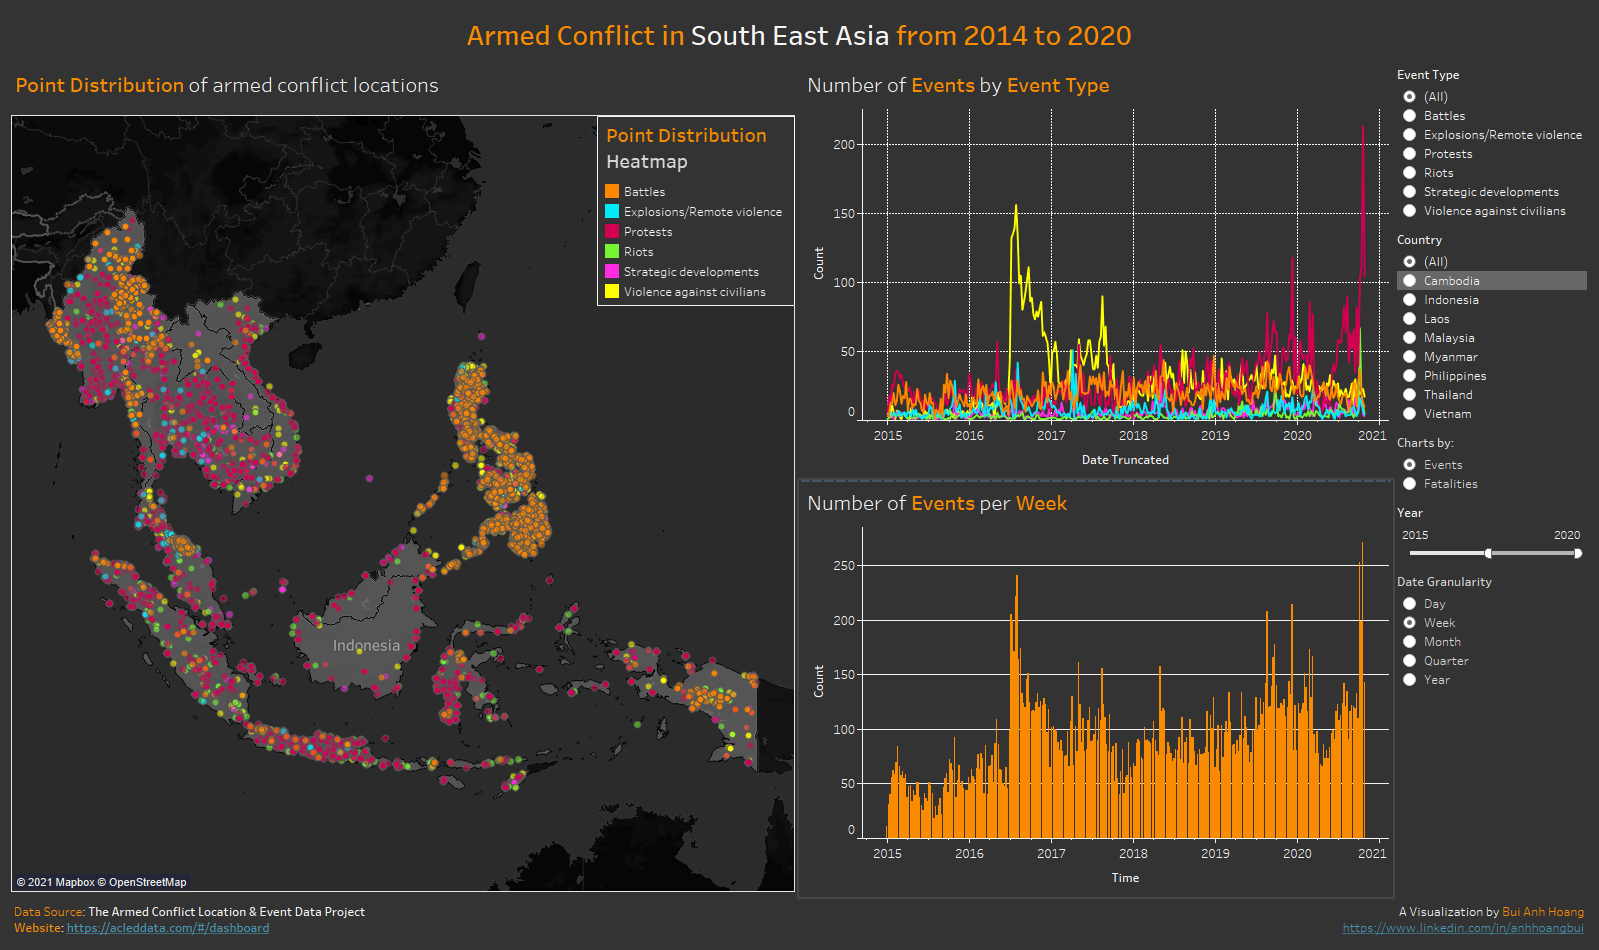 Armed Conflict in South East Asia from 2014 to 2020
Point Distribution of armed conflict locations
Point Distribution
Heatmap
Battles
Explosions/Remote violence
Protests
Riots
Strategic developments
Violence against civilians
Indonesia
© 2021 Mapbox © OpenStreetMap
Number of Events by Event Type
Count
200
150
100
50
0
2015
2016
2017
2018
2019
2020
2021
Date Truncated
Number of Events per Week
Count
250
200
150
100
50
0
2015
2016
2017
2018
2019
2020
2021
Time
Event Type
(All)
Battles
Explosions/Remote violence
Protests
Riots
Strategic developments
Violence against civilians
Country
(All)
Cambodia
Indonesia
Laos
Malaysia
Myanmar
Philippines
Thailand
Vietnam
Charts by:
Events
Fatalities
Year
2015
2020
Date Granularity
Day
Week
Month
Quarter
Year
Data Source: The Armed Conflict Location & Event Data Project
Website: https://acleddata.com/#/dashboard
A Visualization by Bui Anh Hoang
https://www.linkedin.com/in/anhhoangbui